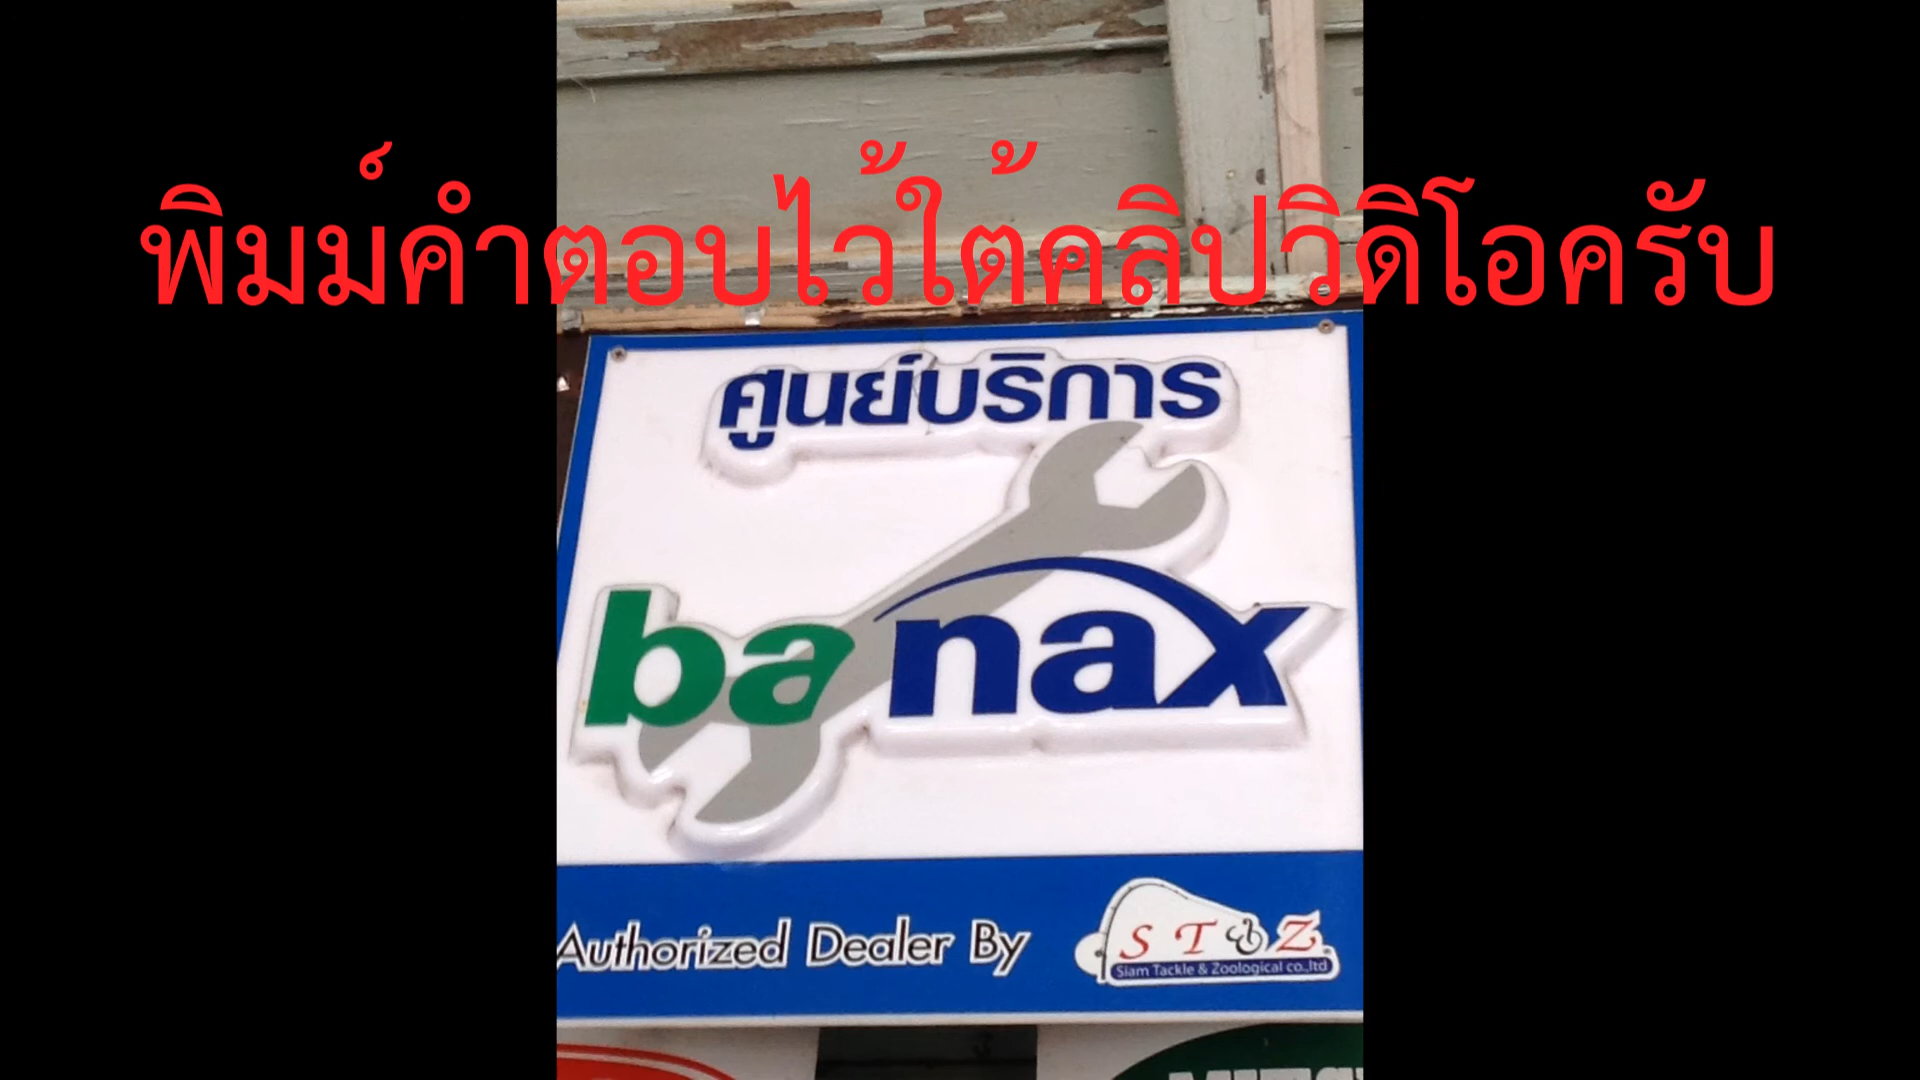 พิมม์คำตอบไว้ใต้คลิปวิดิโอครับ
ศูนย์บริการ
banax
Authorized Dealer By
ST&Z
Siam Tackle & Zoological co.,ltd